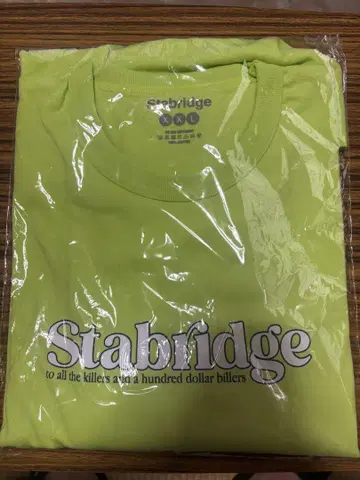 Stabridge
XXL
Stabridge
to all the killers and a hundred dollar billers